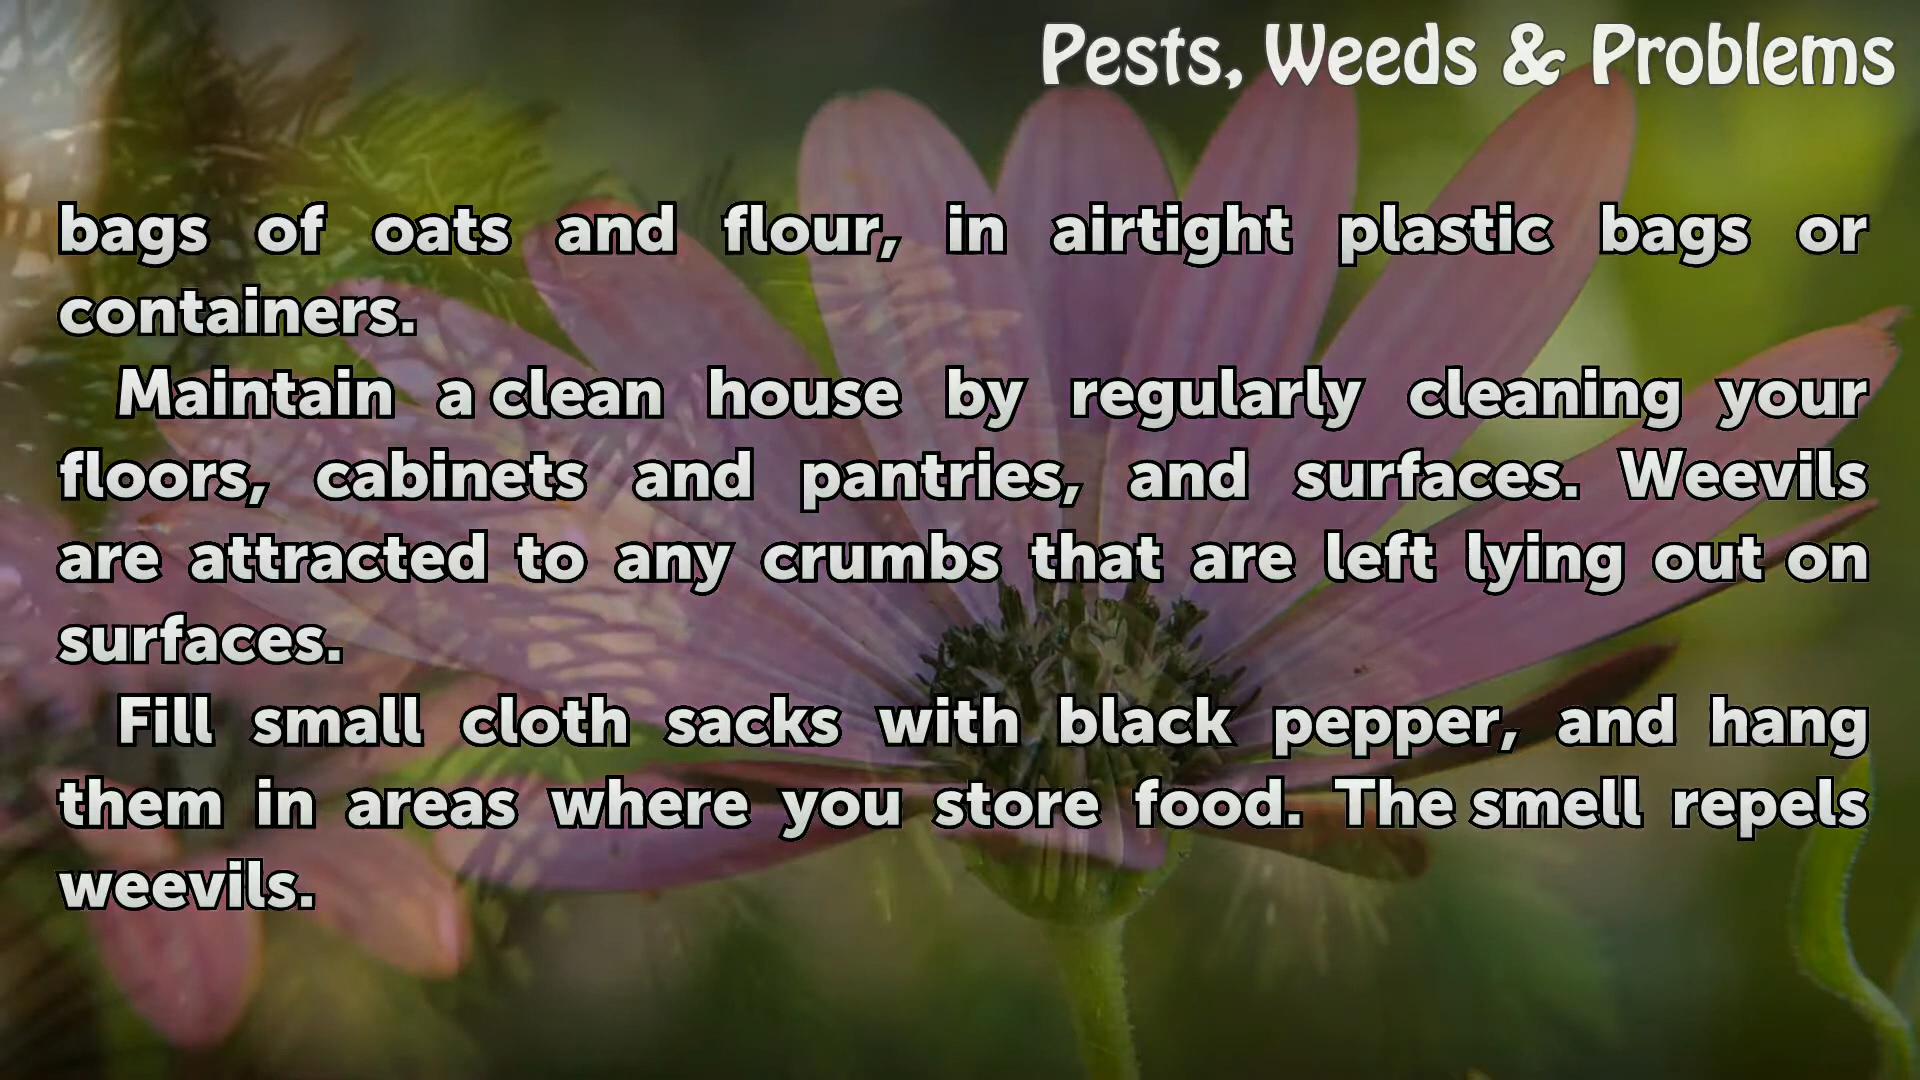 Pests, Weeds & Problems
bags of oats and flour, in airtight plastic bags or
containers.
Maintain a clean house by regularly cleaning your
floors, cabinets and pantries, and surfaces. Weevils
are attracted to any crumbs that are left lying out on
surfaces.
Fill small cloth sacks with black pepper, and hang
them in areas where you store food. The smell repels
weevils.